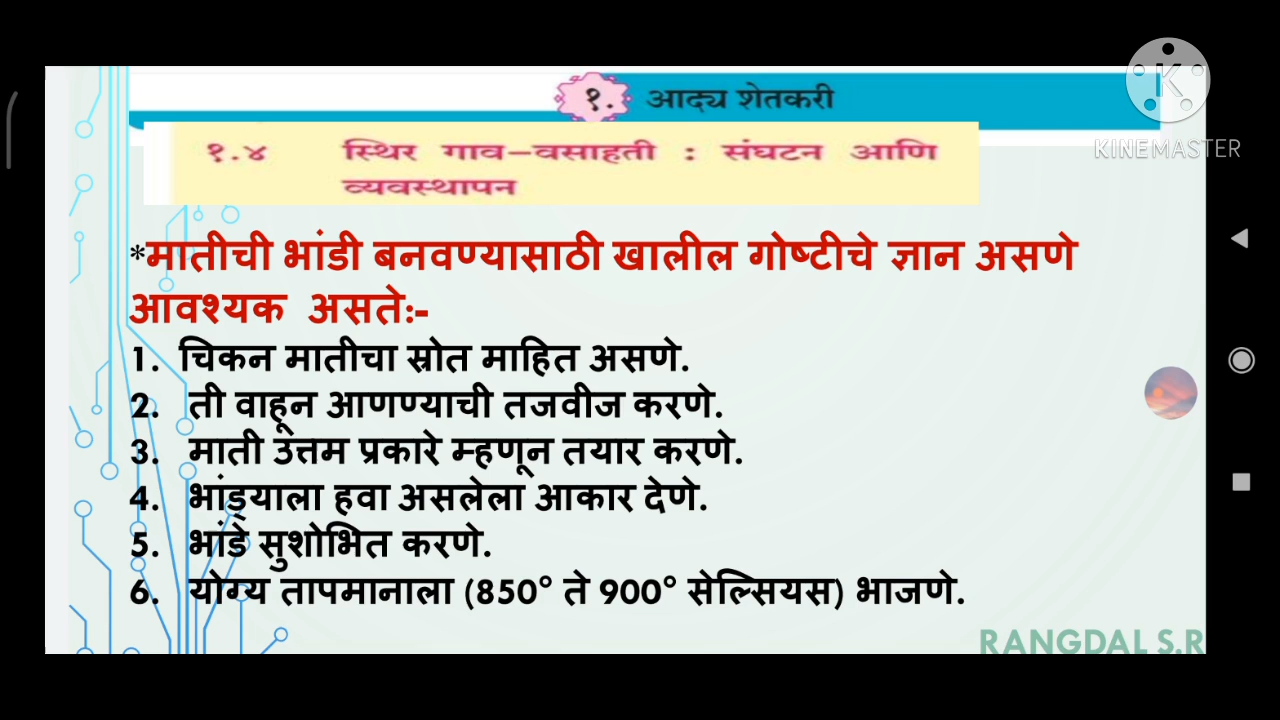 १. आद्य शेतकरी
KINEMASTER
१.४ स्थिर गाव–वसाहती : संघटन आणि
व्यवस्थापन
*मातीची भांडी बनवण्यासाठी खालील गोष्टीचे ज्ञान असणे
आवश्यक असतेः-
1. चिकन मातीचा स्रोत माहित असणे.
2. ती वाहून आणण्याची तजवीज करणे.
3. माती उत्तम प्रकारे म्हणून तयार करणे.
4. भांड्याला हवा असलेला आकार देणे.
5. भांडे सुशोभित करणे.
6. योग्य तापमानाला (850° ते 900° सेल्सियस) भाजणे.
RANGDAL S.R